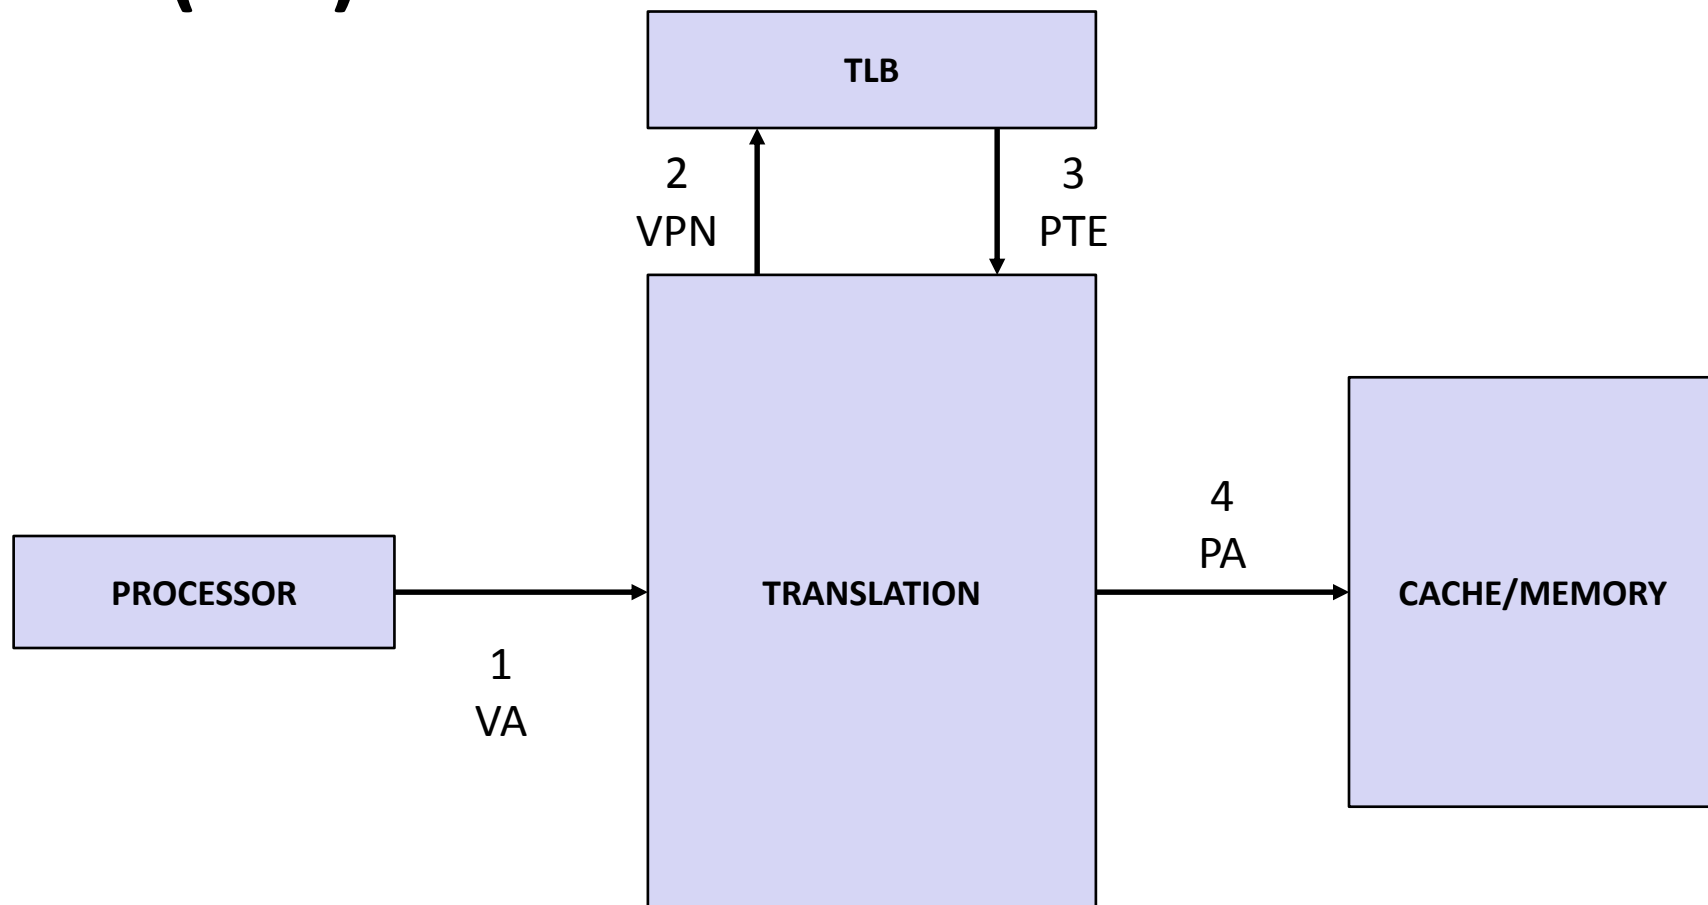 TLB
2
VPN
3
PTE
4
PA
PROCESSOR
TRANSLATION
CACHE/MEMORY
1
VA